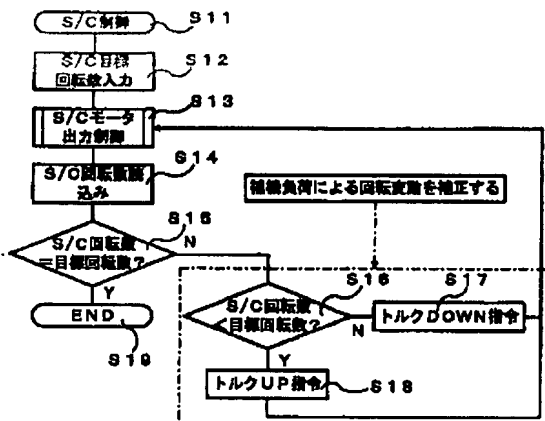 S/C制御
S11
S/C目標
回転数入力
S12
S/Cモータ
出力制御
S13
S/C回転数読
込み
S14
補機負荷による回転変動を補正する
S/C回転数
=目標回転数?
S15
N
Y
END
S19
S/C回転数
<目標回転数?
S16
N
Y
トルクDOWN指令
S17
トルクUP指令
S18